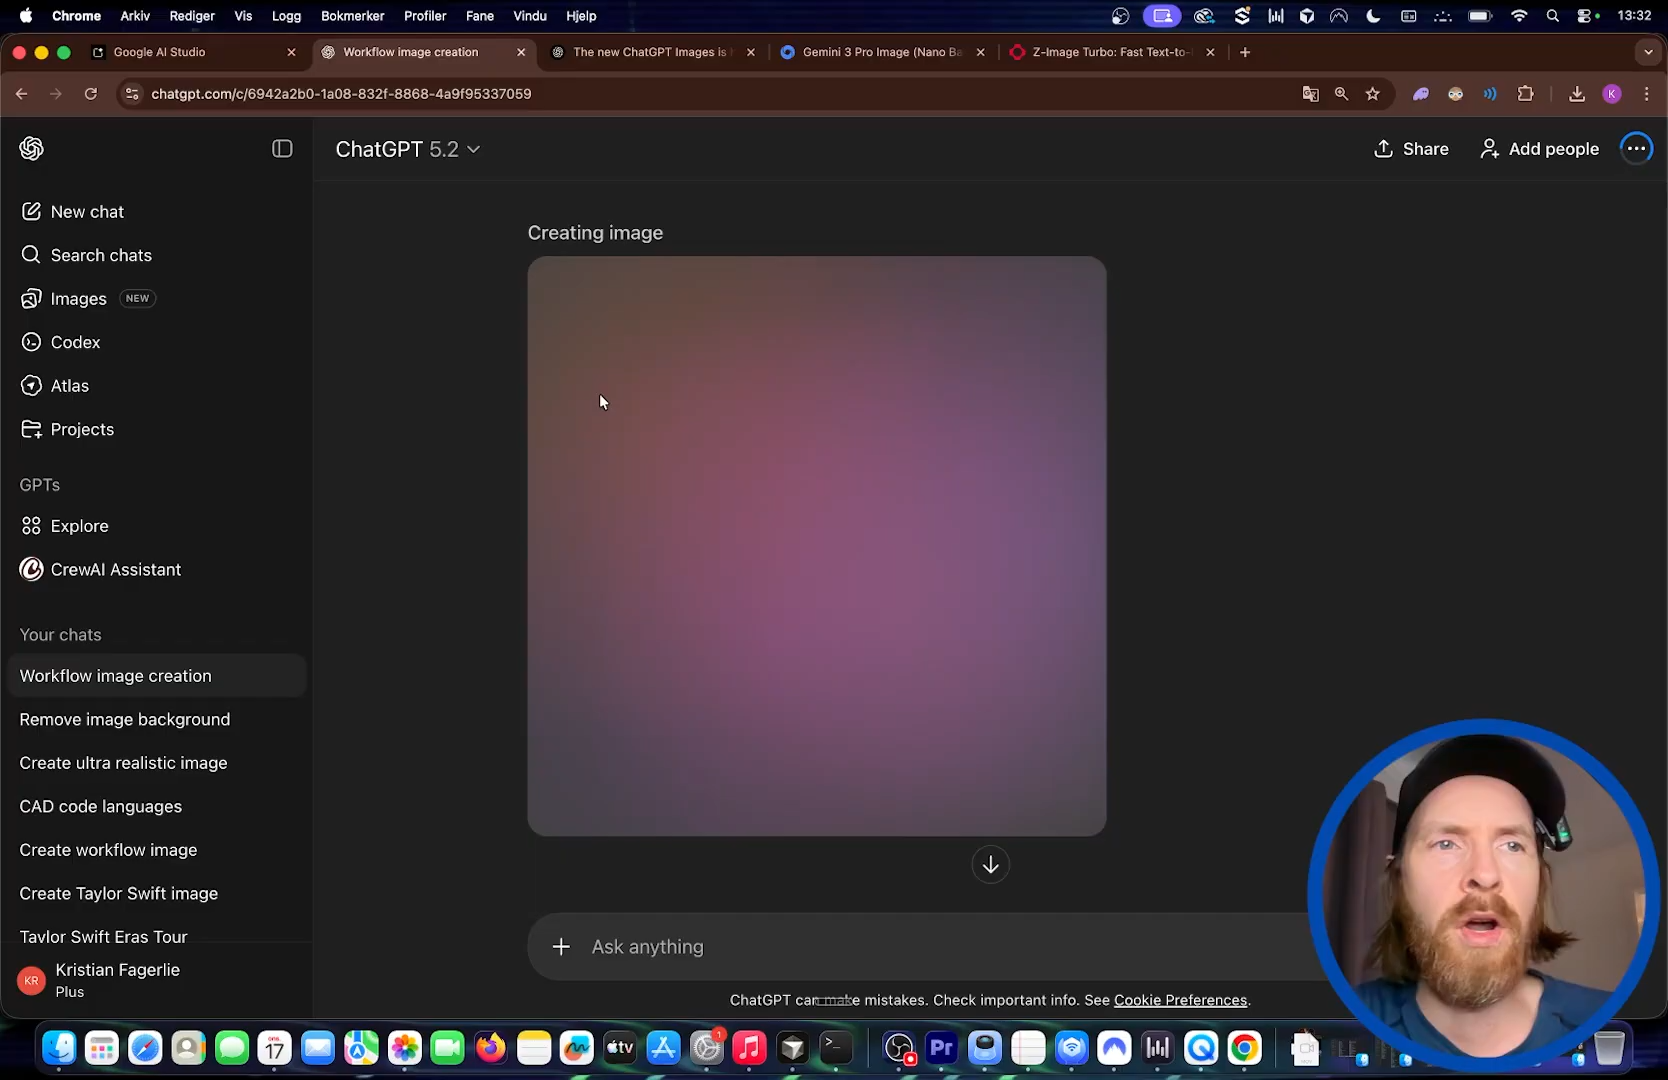 Chrome Arkiv Rediger Vis Logg Bokmerker Profiler Fane Vindu Hjelp 13:32
Google AI Studio
Workflow image creation
The new ChatGPT Images is
Gemini 3 Pro Image (Nano Ba
Z-Image Turbo: Fast Text-to-
chatgpt.com/c/6942a2b0-1a08-832f-8868-4a9f95337059
K
ChatGPT 5.2
Share
Add people
New chat
Search chats
Images NEW
Codex
Atlas
Projects
GPTs
Explore
CrewAI Assistant
Your chats
Workflow image creation
Remove image background
Create ultra realistic image
CAD code languages
Create workflow image
Create Taylor Swift image
Taylor Swift Eras Tour
KR
Kristian Fagerlie
Plus
Creating image
Ask anything
ChatGPT can make mistakes. Check important info. See Cookie Preferences.
17
1
tv
Pr